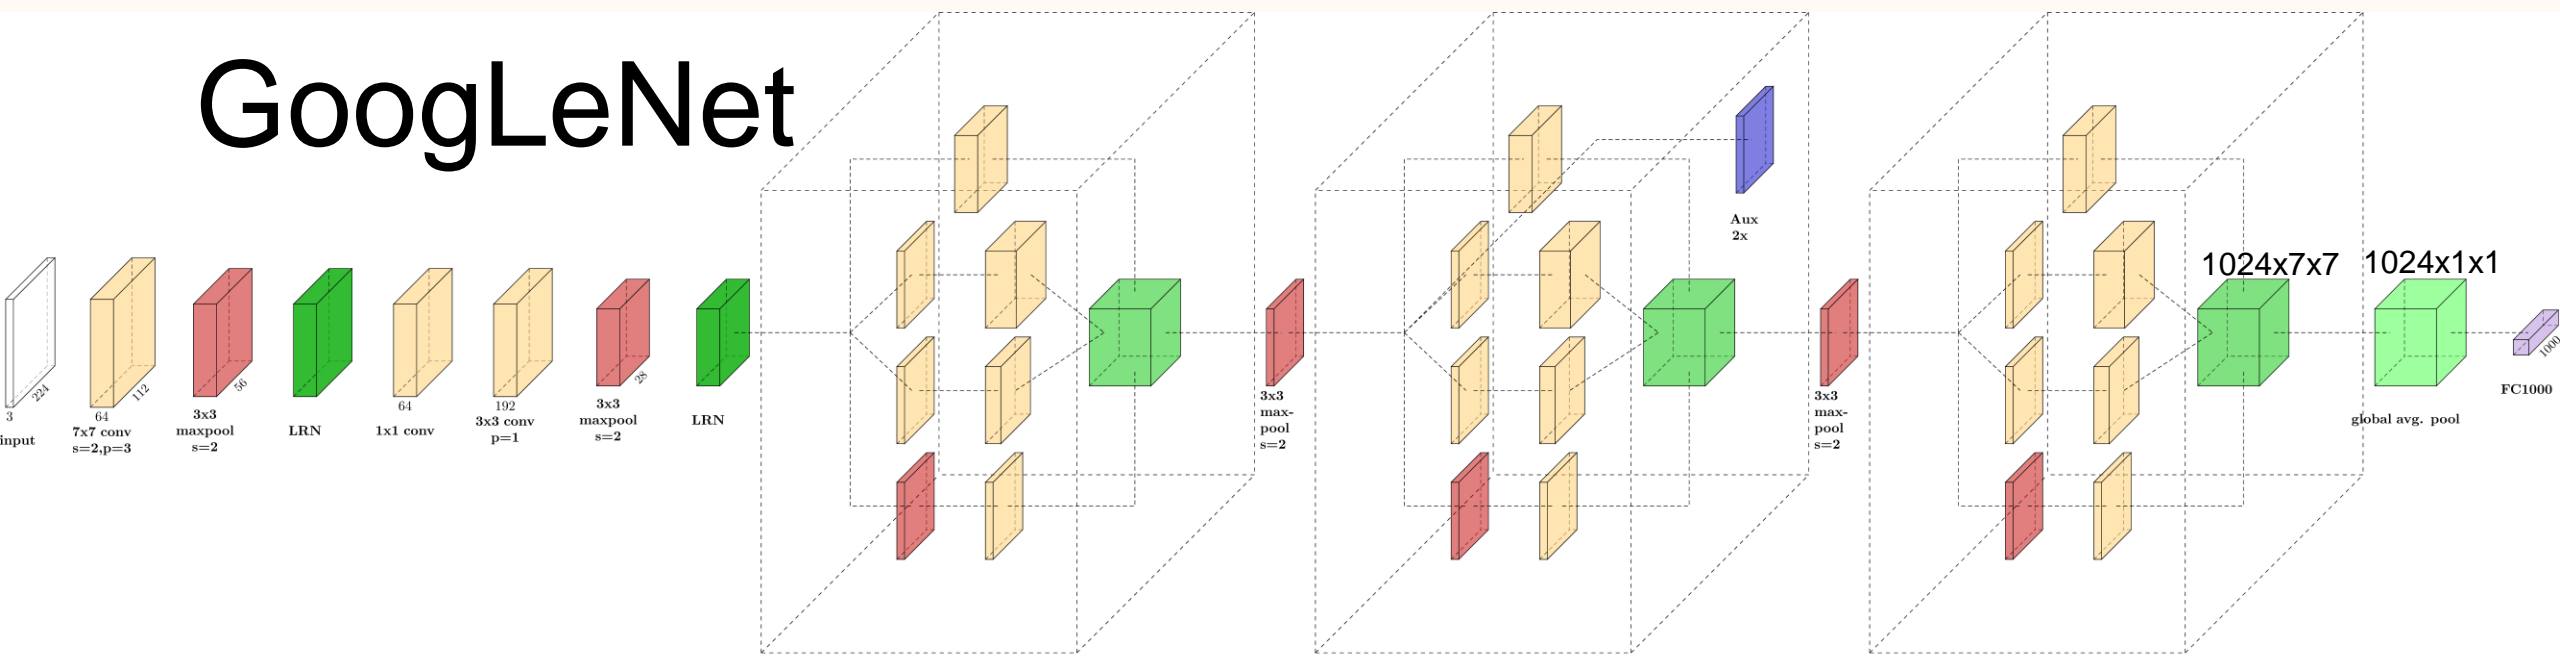 GoogLeNet
3
224
input
64
112
7x7 conv
s=2,p=3
56
3x3
maxpool
s=2
LRN
64
1x1 conv
192
3x3 conv
p=1
28
3x3
maxpool
s=2
LRN
3x3
max-
pool
s=2
Aux
2x
3x3
max-
pool
s=2
1024x7x7
1024x1x1
global avg. pool
1000
FC1000